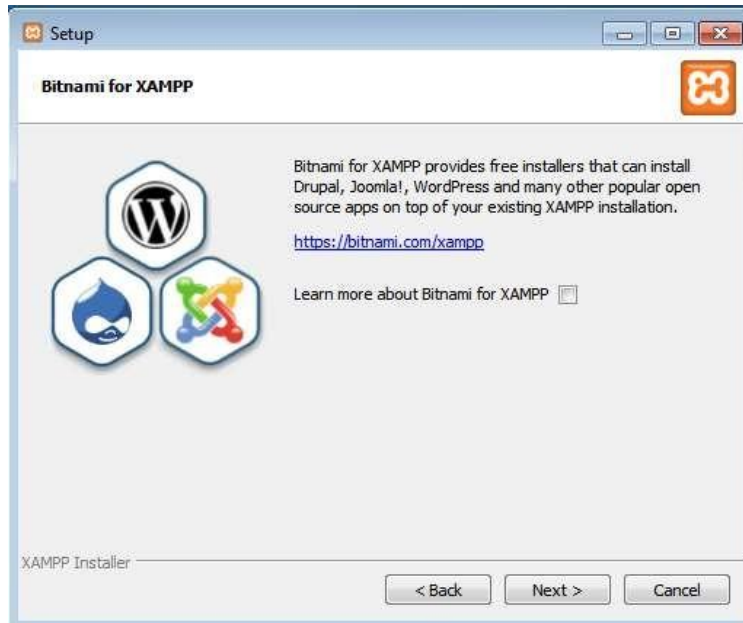 Setup
Bitnami for XAMPP
Bitnami for XAMPP provides free installers that can install
Drupal, Joomla!, WordPress and many other popular open
source apps on top of your existing XAMPP installation.
https://bitnami.com/xampp
Learn more about Bitnami for XAMPP
XAMPP Installer
< Back Next > Cancel